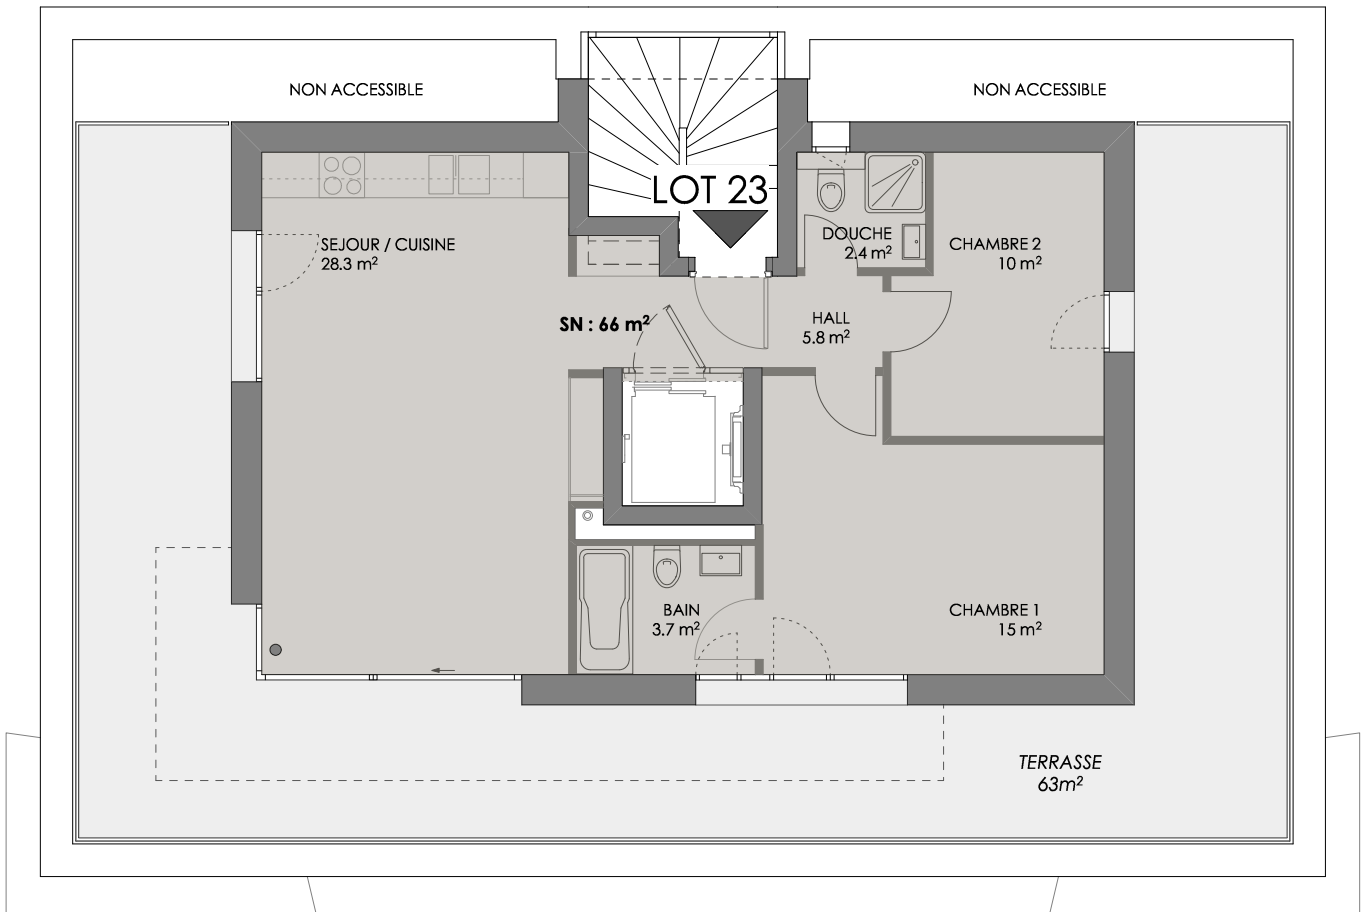 NON ACCESSIBLE
NON ACCESSIBLE
LOT 23
SEJOUR / CUISINE
28.3 m²
DOUCHE
2.4 m²
CHAMBRE 2
10 m²
SN : 66 m²
HALL
5.8 m²
BAIN
3.7 m²
CHAMBRE 1
15 m²
TERRASSE
63m²